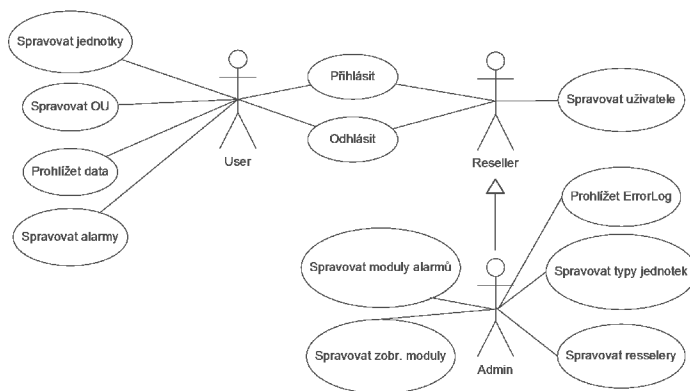 Spravovat jednotky
Přihlásit
Spravovat OU
Spravovat uživatele
Odhlásit
User
Reseller
Prohlížet data
Prohlížet ErrorLog
Spravovat alarmy
Spravovat moduly alarmů
Spravovat typy jednotek
Spravovat zobr. moduly
Spravovat resselery
Admin